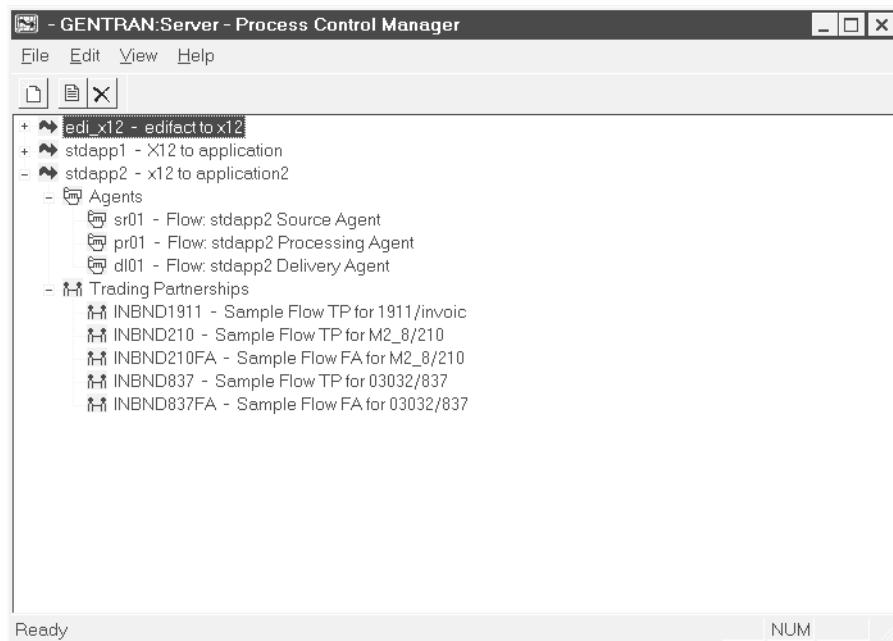 - GENTRAN:Server - Process Control Manager
File Edit View Help
edi_x12 - edifact to x12
stdapp1 - X12 to application
stdapp2 - x12 to application2
Agents
sr01 - Flow: stdapp2 Source Agent
pr01 - Flow: stdapp2 Processing Agent
dl01 - Flow: stdapp2 Delivery Agent
Trading Partnerships
INBND1911 - Sample Flow TP for 1911/invoic
INBND210 - Sample Flow TP for M2_8/210
INBND210FA - Sample Flow FA for M2_8/210
INBND837 - Sample Flow TP for 03032/837
INBND837FA - Sample Flow FA for 03032/837
Ready NUM